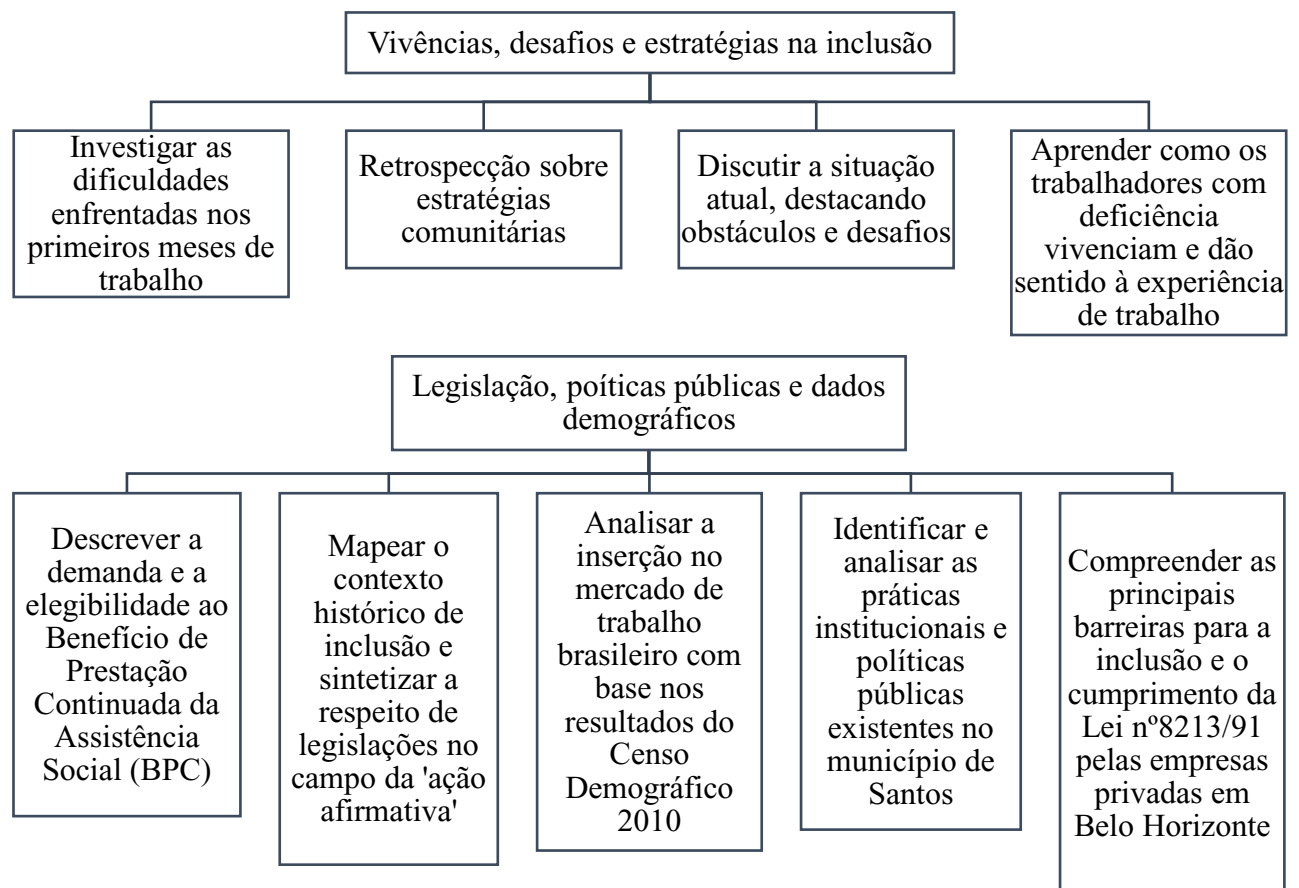 Vivências, desafios e estratégias na inclusão
Investigar as
dificuldades
enfrentadas nos
primeiros meses de
trabalho
Retrospecção sobre
estratégias
comunitárias
Discutir a situação
atual, destacando
obstáculos e desafios
Aprender como os
trabalhadores com
deficiência
vivenciam e dão
sentido à experiência
de trabalho
Legislação, poíticas públicas e dados
demográficos
Descrever a
demanda e a
elegibilidade ao
Benefício de
Prestação
Continuada da
Assistência
Social (BPC)
Mapear o
contexto
histórico de
inclusão e
sintetizar a
respeito de
legislações no
campo da 'ação
afirmativa'
Analisar a
inserção no
mercado de
trabalho
brasileiro com
base nos
resultados do
Censo
Demográfico
2010
Identificar e
analisar as
práticas
institucionais e
políticas
públicas
existentes no
município de
Santos
Compreender as
principais
barreiras para a
inclusão e o
cumprimento da
Lei nº8213/91
pelas empresas
privadas em
Belo Horizonte